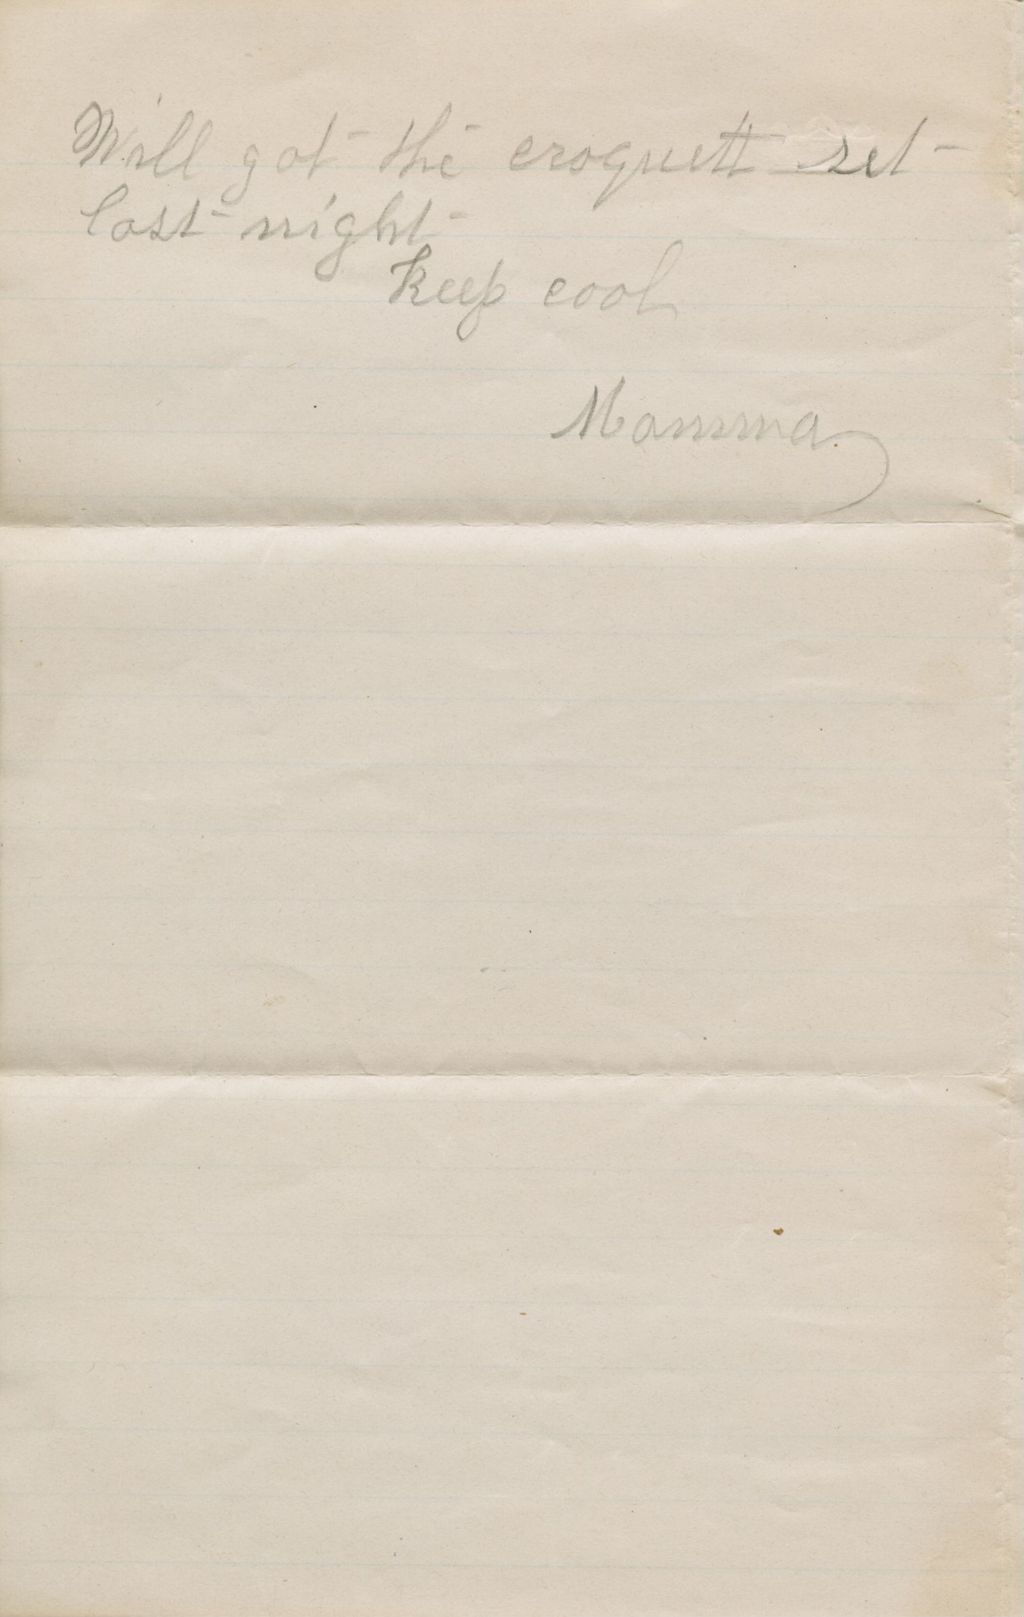 Will got the croquett set
last night
Keep cool
Mamma